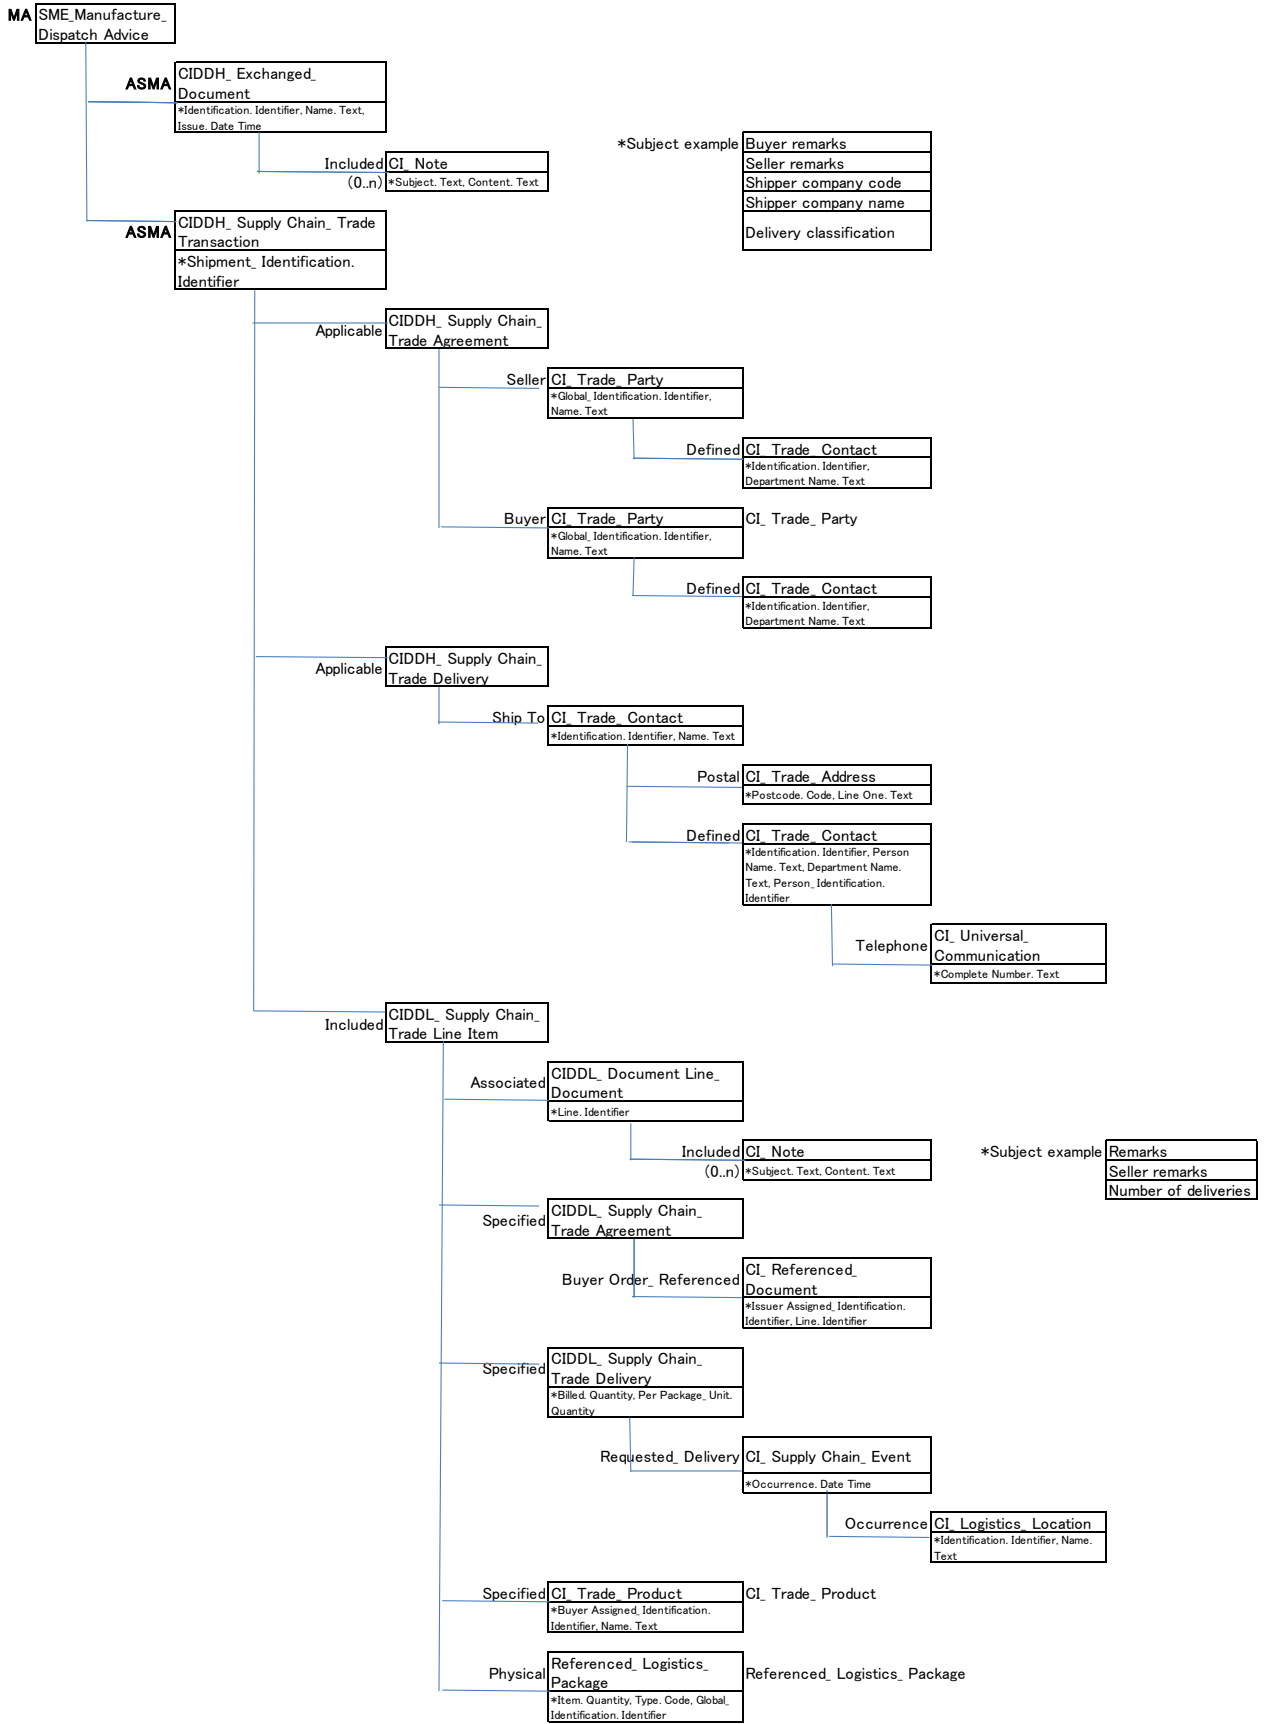 MA SME_Manufacture_
Dispatch Advice
ASMA CIDDH_ Exchanged_
Document
*Identification. Identifier, Name. Text,
Issue. Date Time
Included CI_ Note
(0..n) *Subject. Text, Content. Text
*Subject example Buyer remarks
Seller remarks
Shipper company code
Shipper company name
Delivery classification
ASMA CIDDH_ Supply Chain_ Trade
Transaction
*Shipment_ Identification.
Identifier
Applicable CIDDH_ Supply Chain_
Trade Agreement
Seller CI_ Trade_ Party
*Global_ Identification. Identifier,
Name. Text
Defined CI_ Trade_ Contact
*Identification. Identifier,
Department Name. Text
Buyer CI_ Trade_ Party CI_ Trade_ Party
*Global_ Identification. Identifier,
Name. Text
Defined CI_ Trade_ Contact
*Identification. Identifier,
Department Name. Text
Applicable CIDDH_ Supply Chain_
Trade Delivery
Ship To CI_ Trade_ Contact
*Identification. Identifier, Name. Text
Postal CI_ Trade_ Address
*Postcode. Code, Line One. Text
Defined CI_ Trade_ Contact
*Identification. Identifier, Person
Name. Text, Department Name.
Text, Person_ Identification.
Identifier
Telephone CI_ Universal_
Communication
*Complete Number. Text
Included CIDDL_ Supply Chain_
Trade Line Item
Associated CIDDL_ Document Line_
Document
*Line. Identifier
Included CI_ Note
(0..n) *Subject. Text, Content. Text
*Subject example Remarks
Seller remarks
Number of deliveries
Specified CIDDL_ Supply Chain_
Trade Agreement
Buyer Order_ Referenced CI_ Referenced_
Document
*Issuer Assigned_ Identification.
Identifier, Line. Identifier
Specified CIDDL_ Supply Chain_
Trade Delivery
*Billed. Quantity, Per Package_ Unit.
Quantity
Requested_ Delivery CI_ Supply Chain_ Event
*Occurrence. Date Time
Occurrence CI_ Logistics_ Location
*Identification. Identifier, Name.
Text
Specified CI_ Trade_ Product CI_ Trade_ Product
*Buyer Assigned_ Identification.
Identifier, Name. Text
Physical Referenced_ Logistics_
Package Referenced_ Logistics_ Package
*Item. Quantity, Type. Code, Global_
Identification. Identifier